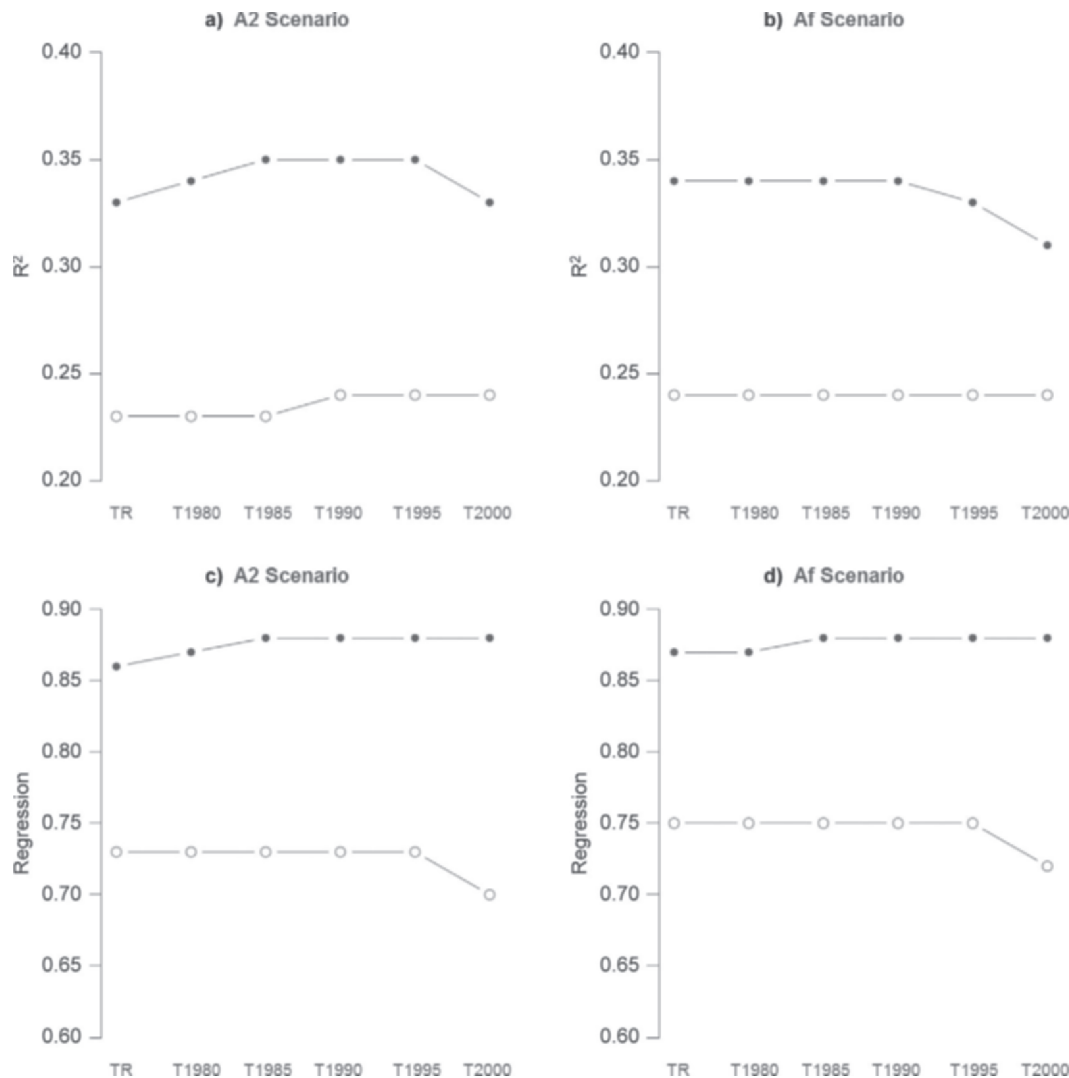 a) A2 Scenario
0.40
0.35
0.30
0.25
0.20
R²
TR T1980 T1985 T1990 T1995 T2000
b) Af Scenario
0.40
0.35
0.30
0.25
0.20
R²
TR T1980 T1985 T1990 T1995 T2000
c) A2 Scenario
0.90
0.85
0.80
0.75
0.70
0.65
0.60
Regression
TR T1980 T1985 T1990 T1995 T2000
d) Af Scenario
0.90
0.85
0.80
0.75
0.70
0.65
0.60
Regression
TR T1980 T1985 T1990 T1995 T2000